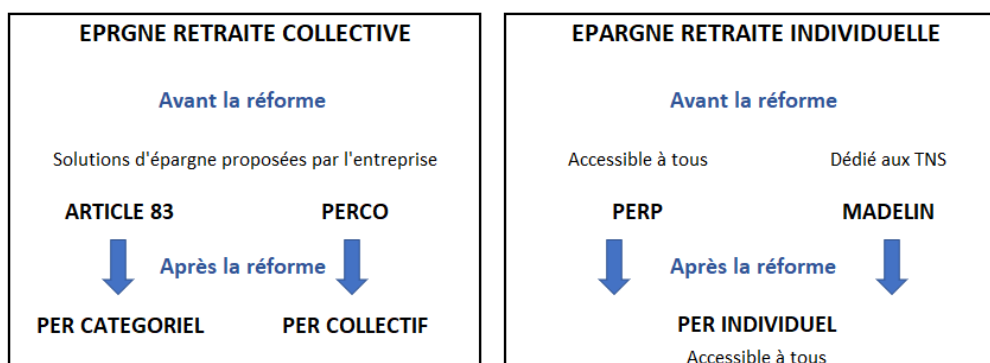 EPRGNE RETRAITE COLLECTIVE
Avant la réforme
Solutions d'épargne proposées par l'entreprise
ARTICLE 83 PERCO
Après la réforme
PER CATEGORIEL PER COLLECTIF
EPARGNE RETRAITE INDIVIDUELLE
Avant la réforme
Accessible à tous Dédié aux TNS
PERP MADELIN
Après la réforme
PER INDIVIDUEL
Accessible à tous